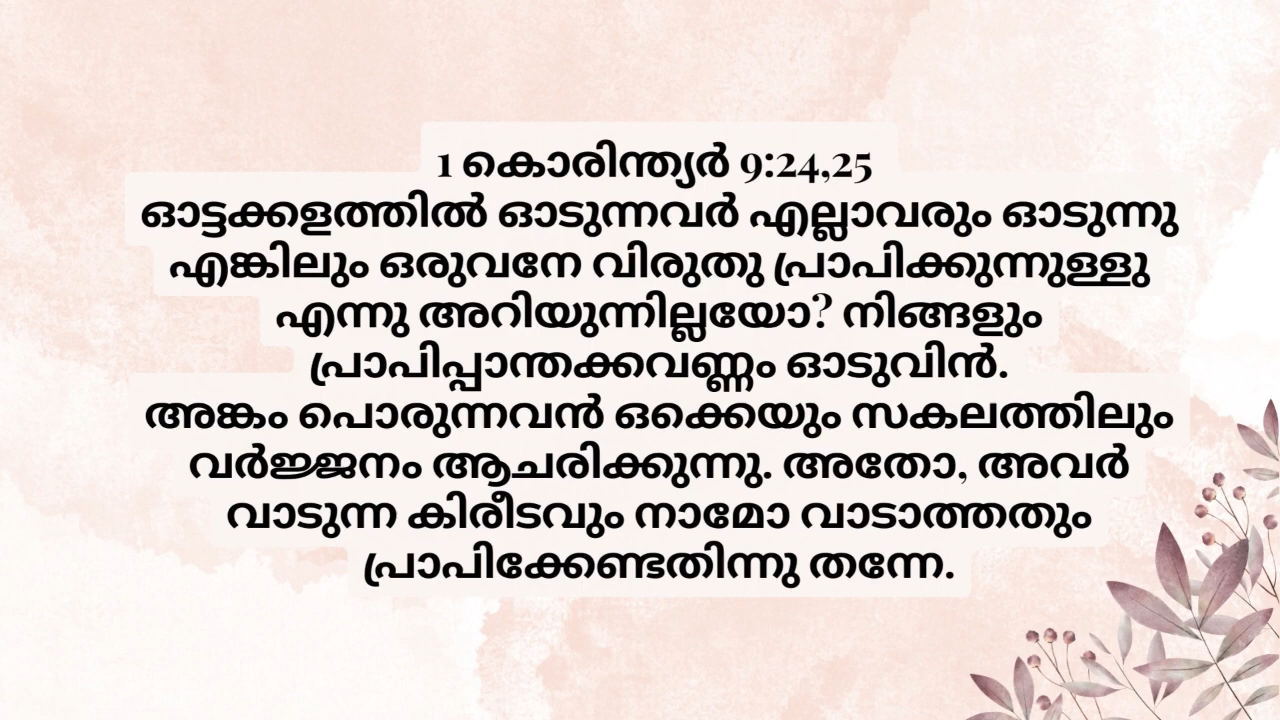 1 കൊരിന്ത്യർ 9:24,25
ഓട്ടക്കളത്തിൽ ഓടുന്നവർ എല്ലാവരും ഓടുന്നു
എങ്കിലും ഒരുവനേ വിരുതു പ്രാപിക്കുന്നുള്ളു
എന്നു അറിയുന്നില്ലയോ? നിങ്ങളും
പ്രാപിപ്പാന്തക്കവണ്ണം ഓടുവിൻ.
അങ്കം പൊരുന്നവൻ ഒക്കെയും സകലത്തിലും
വർജ്ജനം ആചരിക്കുന്നു. അതോ, അവർ
വാടുന്ന കിരീടവും നാമോ വാടാത്തതും
പ്രാപിക്കേണ്ടതിന്നു തന്നേ.